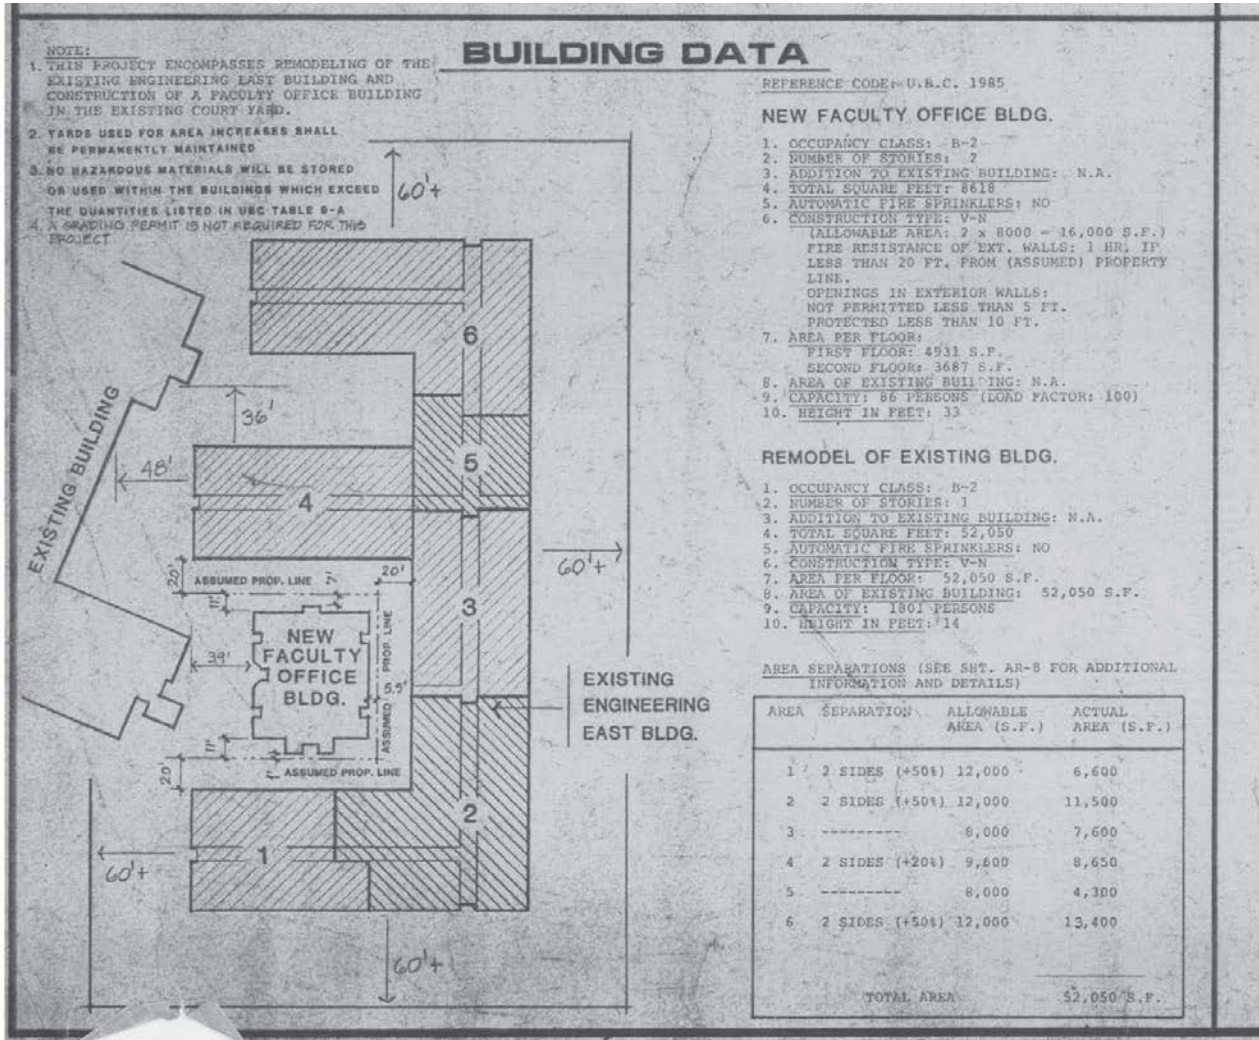 BUILDING DATA
NOTE:
1. THIS PROJECT ENCOMPASSES REMODELING OF THE
EXISTING ENGINEERING EAST BUILDING AND
CONSTRUCTION OF A FACULTY OFFICE BUILDING
IN THE EXISTING COURT YARD.
2. YARDS USED FOR AREA INCREASES SHALL
BE PERMANENTLY MAINTAINED
3. NO HAZARDOUS MATERIALS WILL BE STORED
OR USED WITHIN THE BUILDINGS WHICH EXCEED
THE QUANTITIES LISTED IN UBC TABLE 9-A
4. A GRADING PERMIT IS NOT REQUIRED FOR THIS
PROJECT
60'+
6
36'
EXISTING BUILDING
48'
5
4
60'+
20'
ASSUMED PROP. LINE
7'
20'
11'
3
NEW
FACULTY
OFFICE
BLDG.
39'
ASSUMED PROP. LINE
5.5'
EXISTING
ENGINEERING
EAST BLDG.
11'
20'
7'
ASSUMED PROP. LINE
2
1
60'+
60'+
REFERENCE CODE: U.B.C. 1985
NEW FACULTY OFFICE BLDG.
1. OCCUPANCY CLASS: B-2
2. NUMBER OF STORIES: 2
3. ADDITION TO EXISTING BUILDING: N.A.
4. TOTAL SQUARE FEET: 8618
5. AUTOMATIC FIRE SPRINKLERS: NO
6. CONSTRUCTION TYPE: V-N
(ALLOWABLE AREA: 2 x 8000 = 16,000 S.F.)
FIRE RESISTANCE OF EXT. WALLS: 1 HR. IF
LESS THAN 20 FT. FROM (ASSUMED) PROPERTY
LINE.
OPENINGS IN EXTERIOR WALLS:
NOT PERMITTED LESS THAN 5 FT.
PROTECTED LESS THAN 10 FT.
7. AREA PER FLOOR:
FIRST FLOOR: 4931 S.F.
SECOND FLOOR: 3687 S.F.
8. AREA OF EXISTING BUILDING: N.A.
9. CAPACITY: 86 PERSONS (LOAD FACTOR: 100)
10. HEIGHT IN FEET: 33
REMODEL OF EXISTING BLDG.
1. OCCUPANCY CLASS: B-2
2. NUMBER OF STORIES: 1
3. ADDITION TO EXISTING BUILDING: N.A.
4. TOTAL SQUARE FEET: 52,050
5. AUTOMATIC FIRE SPRINKLERS: NO
6. CONSTRUCTION TYPE: V-N
7. AREA PER FLOOR: 52,050 S.F.
8. AREA OF EXISTING BUILDING: 52,050 S.F.
9. CAPACITY: 1801 PERSONS
10. HEIGHT IN FEET: 14
AREA SEPARATIONS (SEE SHT. AR-8 FOR ADDITIONAL
INFORMATION AND DETAILS)
AREA SEPARATION ALLOWABLE ACTUAL
AREA (S.F.) AREA (S.F.)
1 2 SIDES (+50%) 12,000 6,600
2 2 SIDES (+50%) 12,000 11,500
3 --------- 8,000 7,600
4 2 SIDES (+20%) 9,600 8,650
5 --------- 8,000 4,300
6 2 SIDES (+50%) 12,000 13,400
TOTAL AREA 52,050 S.F.